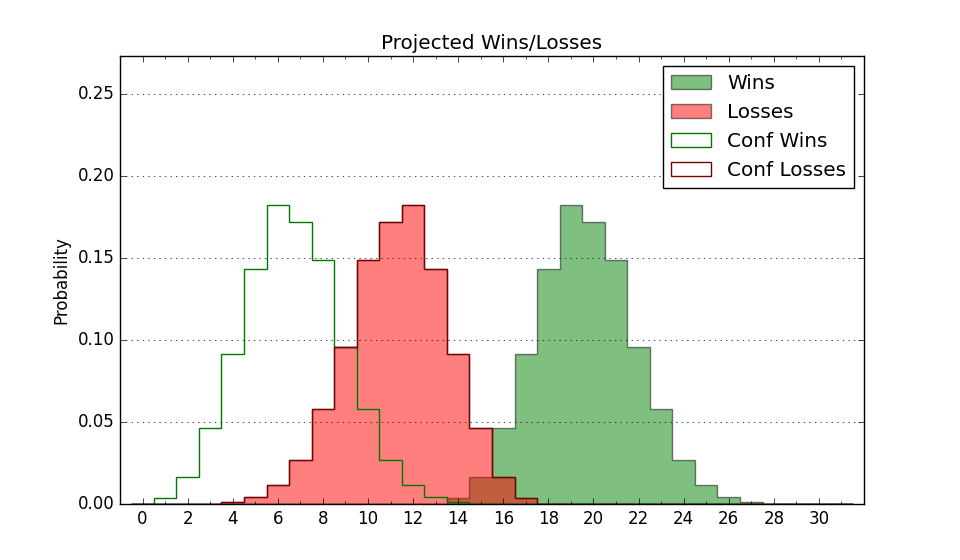 Projected Wins/Losses
Wins
Losses
Conf Wins
Conf Losses
Probability
0.25
0.20
0.15
0.10
0.05
0.00
0 2 4 6 8 10 12 14 16 18 20 22 24 26 28 30